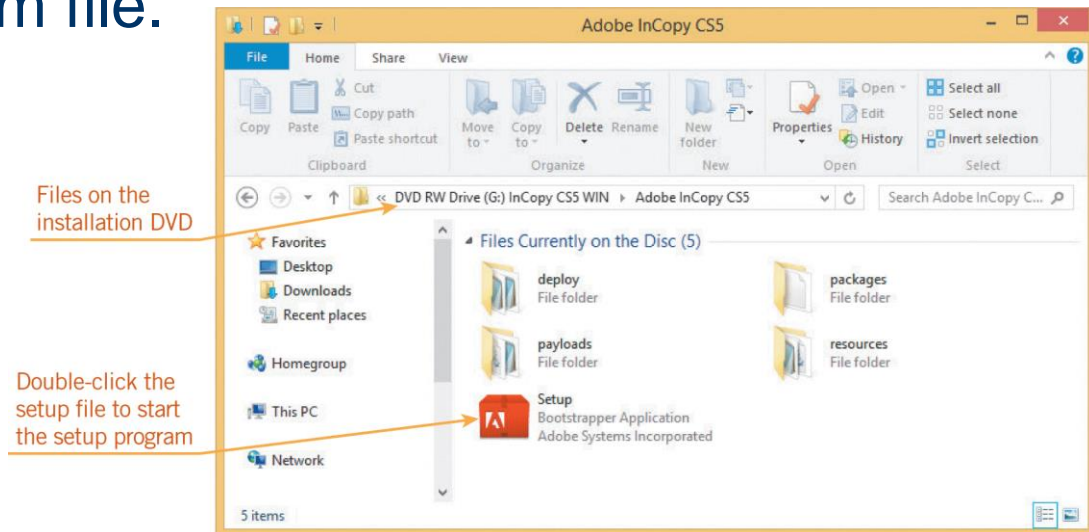 m file.
Adobe InCopy CS5
File Home Share View
Copy
Paste
Cut
Copy path
Paste shortcut
Clipboard
Move to
Copy to
Delete
Rename
Organize
New folder
New
Properties
Open
Edit
History
Open
Select all
Select none
Invert selection
Select
Files on the
installation DVD
« DVD RW Drive (G:) InCopy CS5 WIN Adobe InCopy CS5
Search Adobe InCopy C...
Favorites
Desktop
Downloads
Recent places
Homegroup
This PC
Network
Files Currently on the Disc (5)
deploy
File folder
packages
File folder
payloads
File folder
resources
File folder
Setup
Bootstrapper Application
Adobe Systems Incorporated
Double-click the
setup file to start
the setup program
5 items